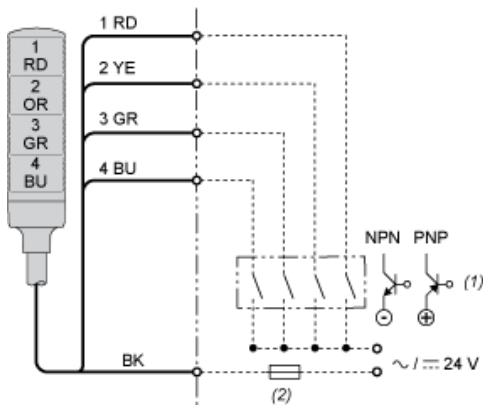 1 RD
2 YE
3 GR
4 BU
BK
1
RD
2
OR
3
GR
4
BU
NPN PNP
(1)
-
+
~ / ⎓ 24 V
(2)